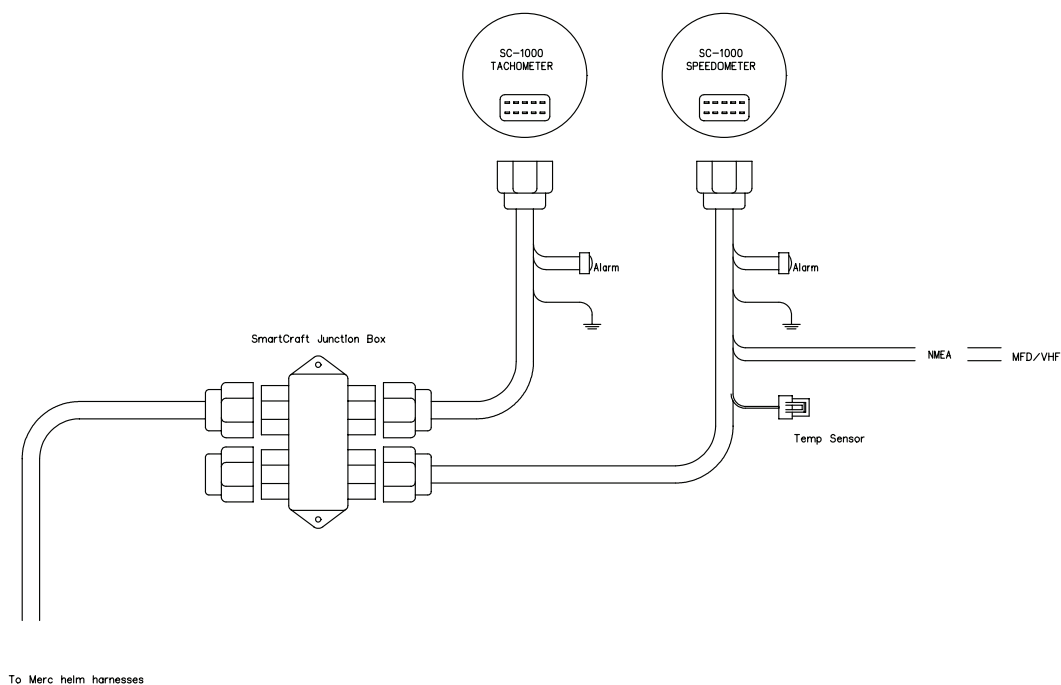 SC-1000
TACHOMETER
SC-1000
SPEEDOMETER
Alarm
Alarm
SmartCraft Junction Box
NMEA
MFD/VHF
Temp Sensor
To Merc helm harnesses